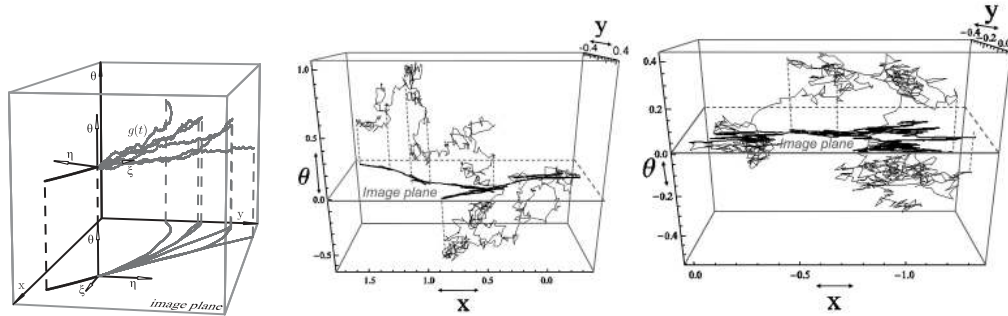 θ
θ
g(t)
η
ξ
y
θ
x
ξ
η
image plane
y
-0.4 0.4
1.0
0.5
θ
0.0
-0.5
Image plane
1.5
1.0
0.5
0.0
x
y
-0.4
-0.2
0.0
0.4
0.2
θ
0.0
-0.2
-0.4
Image plane
0.0
-0.5
-1.0
x